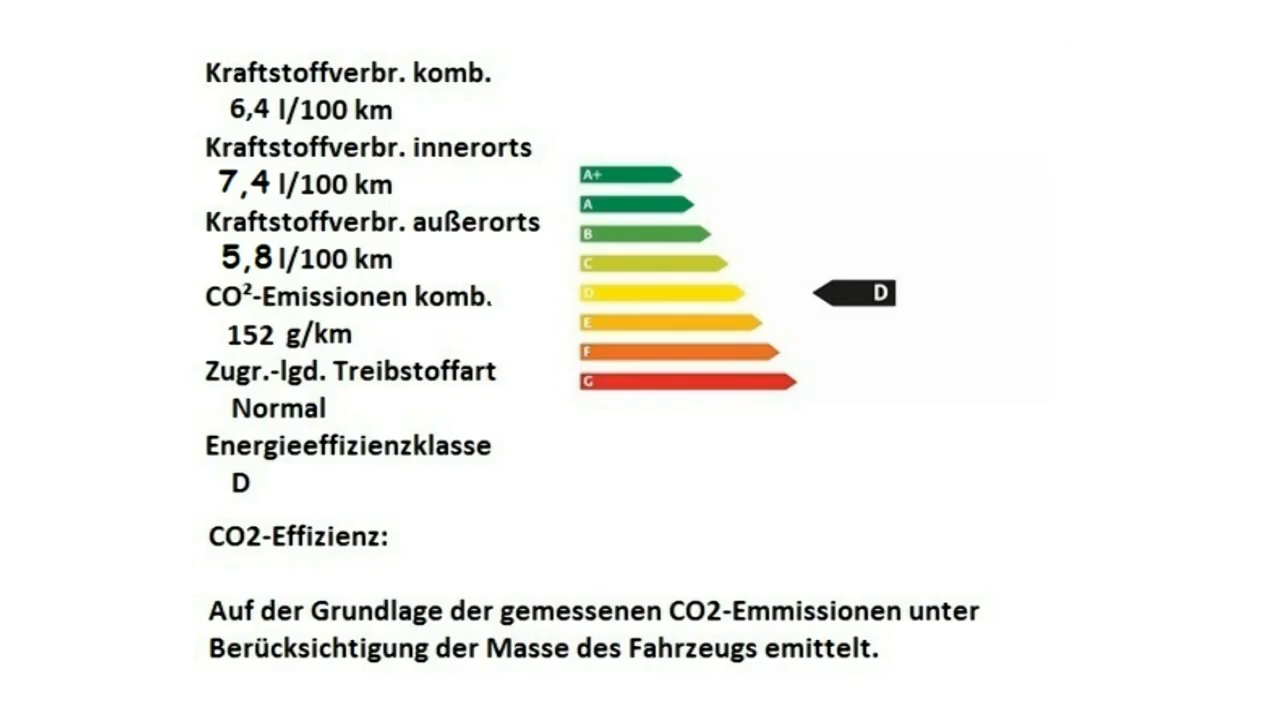 Kraftstoffverbr. komb.
6,4 l/100 km
Kraftstoffverbr. innerorts
7,4 l/100 km
Kraftstoffverbr. außerorts
5,8 l/100 km
CO²-Emissionen komb.
152 g/km
Zugr.-lgd. Treibstoffart
Normal
Energieeffizienzklasse
D
A+
A
B
C
D
D
E
F
G
CO2-Effizienz:
Auf der Grundlage der gemessenen CO2-Emmissionen unter
Berücksichtigung der Masse des Fahrzeugs emittelt.